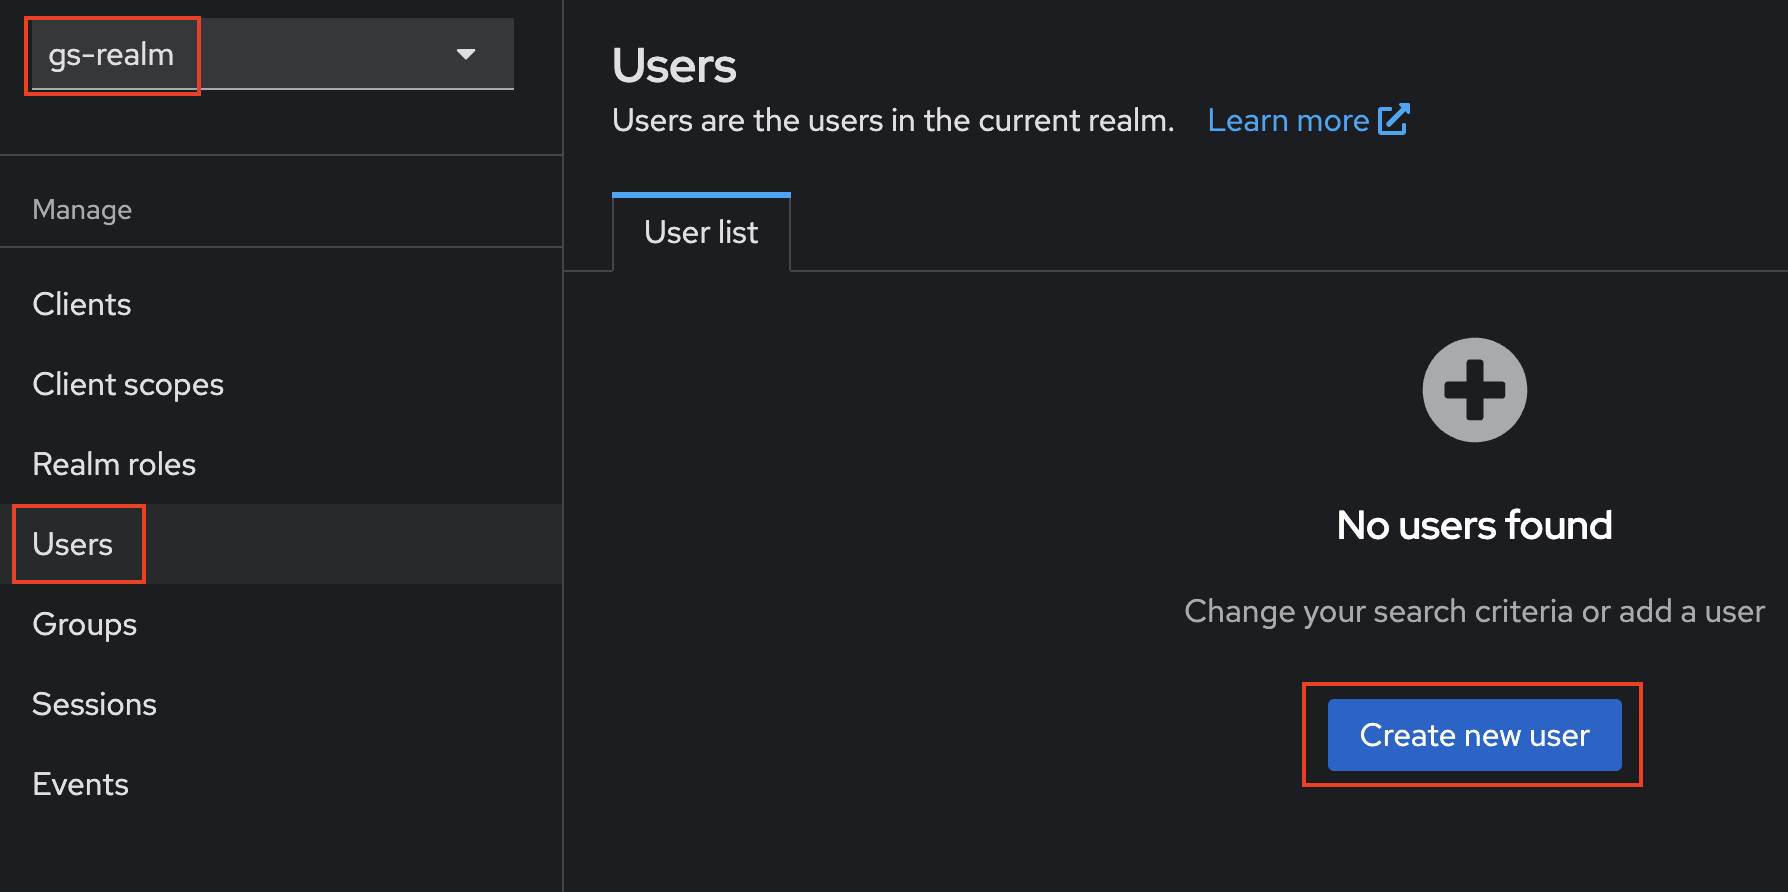 gs-realm
Manage
Clients
Client scopes
Realm roles
Users
Groups
Sessions
Events
Users
Users are the users in the current realm. Learn more
User list
No users found
Change your search criteria or add a user
Create new user